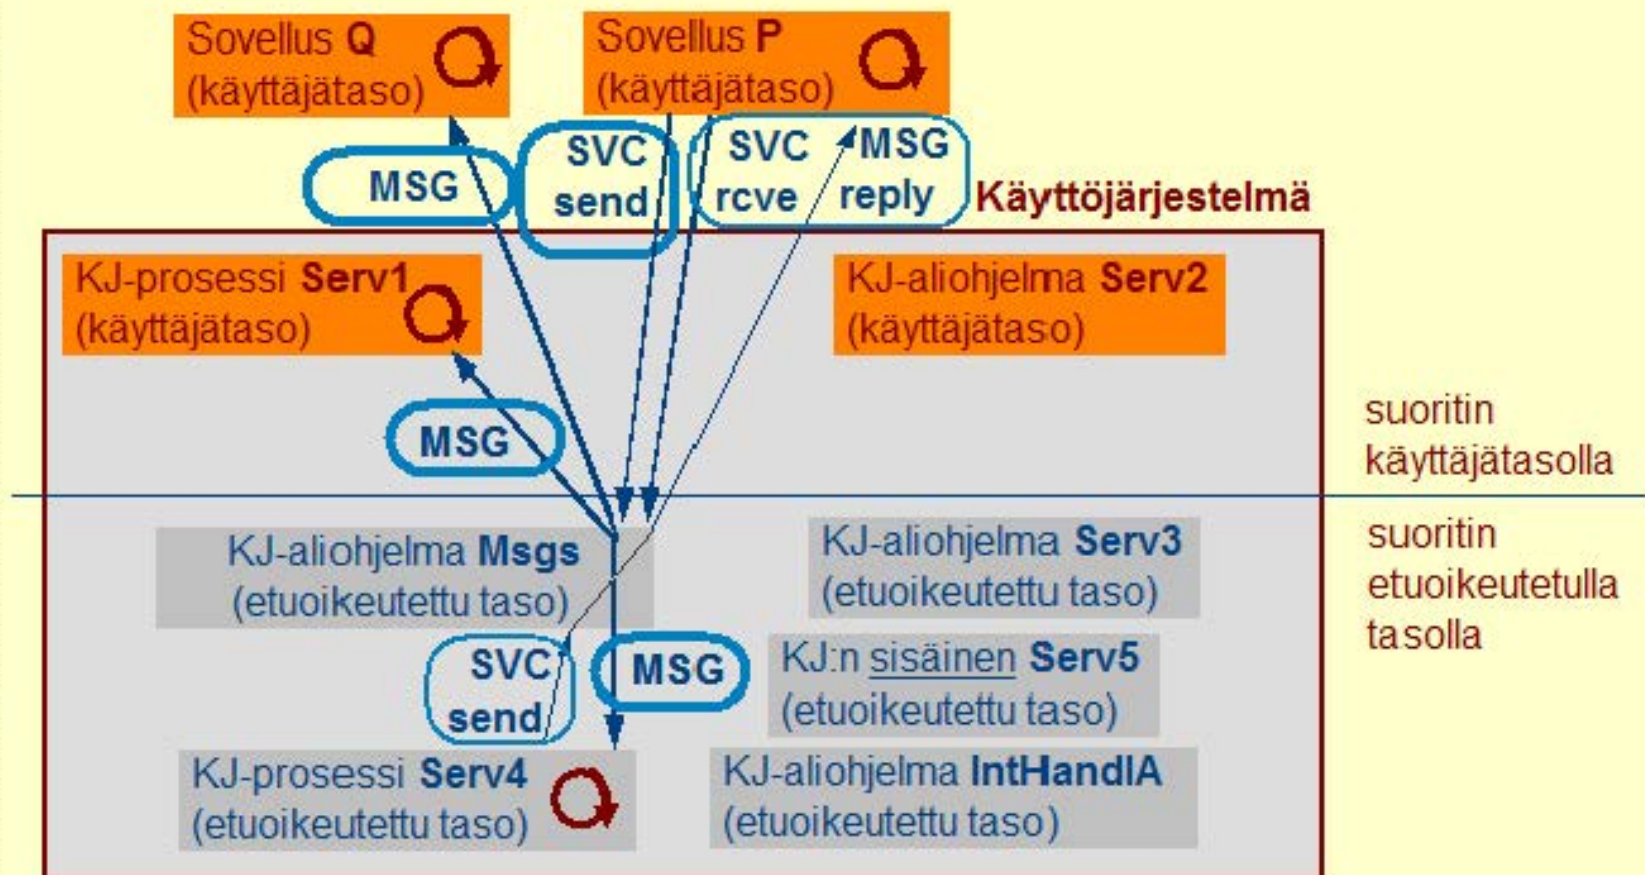 Sovellus Q
(käyttäjätaso)
Sovellus P
(käyttäjätaso)
MSG
SVC
send
SVC
rcve
MSG
reply
Käyttöjärjestelmä
KJ-prosessi Serv1
(käyttäjätaso)
KJ-aliohjelma Serv2
(käyttäjätaso)
MSG
suoritin
käyttäjätasolla
KJ-aliohjelma Msgs
(etuoikeutettu taso)
KJ-aliohjelma Serv3
(etuoikeutettu taso)
suoritin
etuoikeutetulla
tasolla
SVC
send
MSG
KJ:n sisäinen Serv5
(etuoikeutettu taso)
KJ-prosessi Serv4
(etuoikeutettu taso)
KJ-aliohjelma IntHandlA
(etuoikeutettu taso)